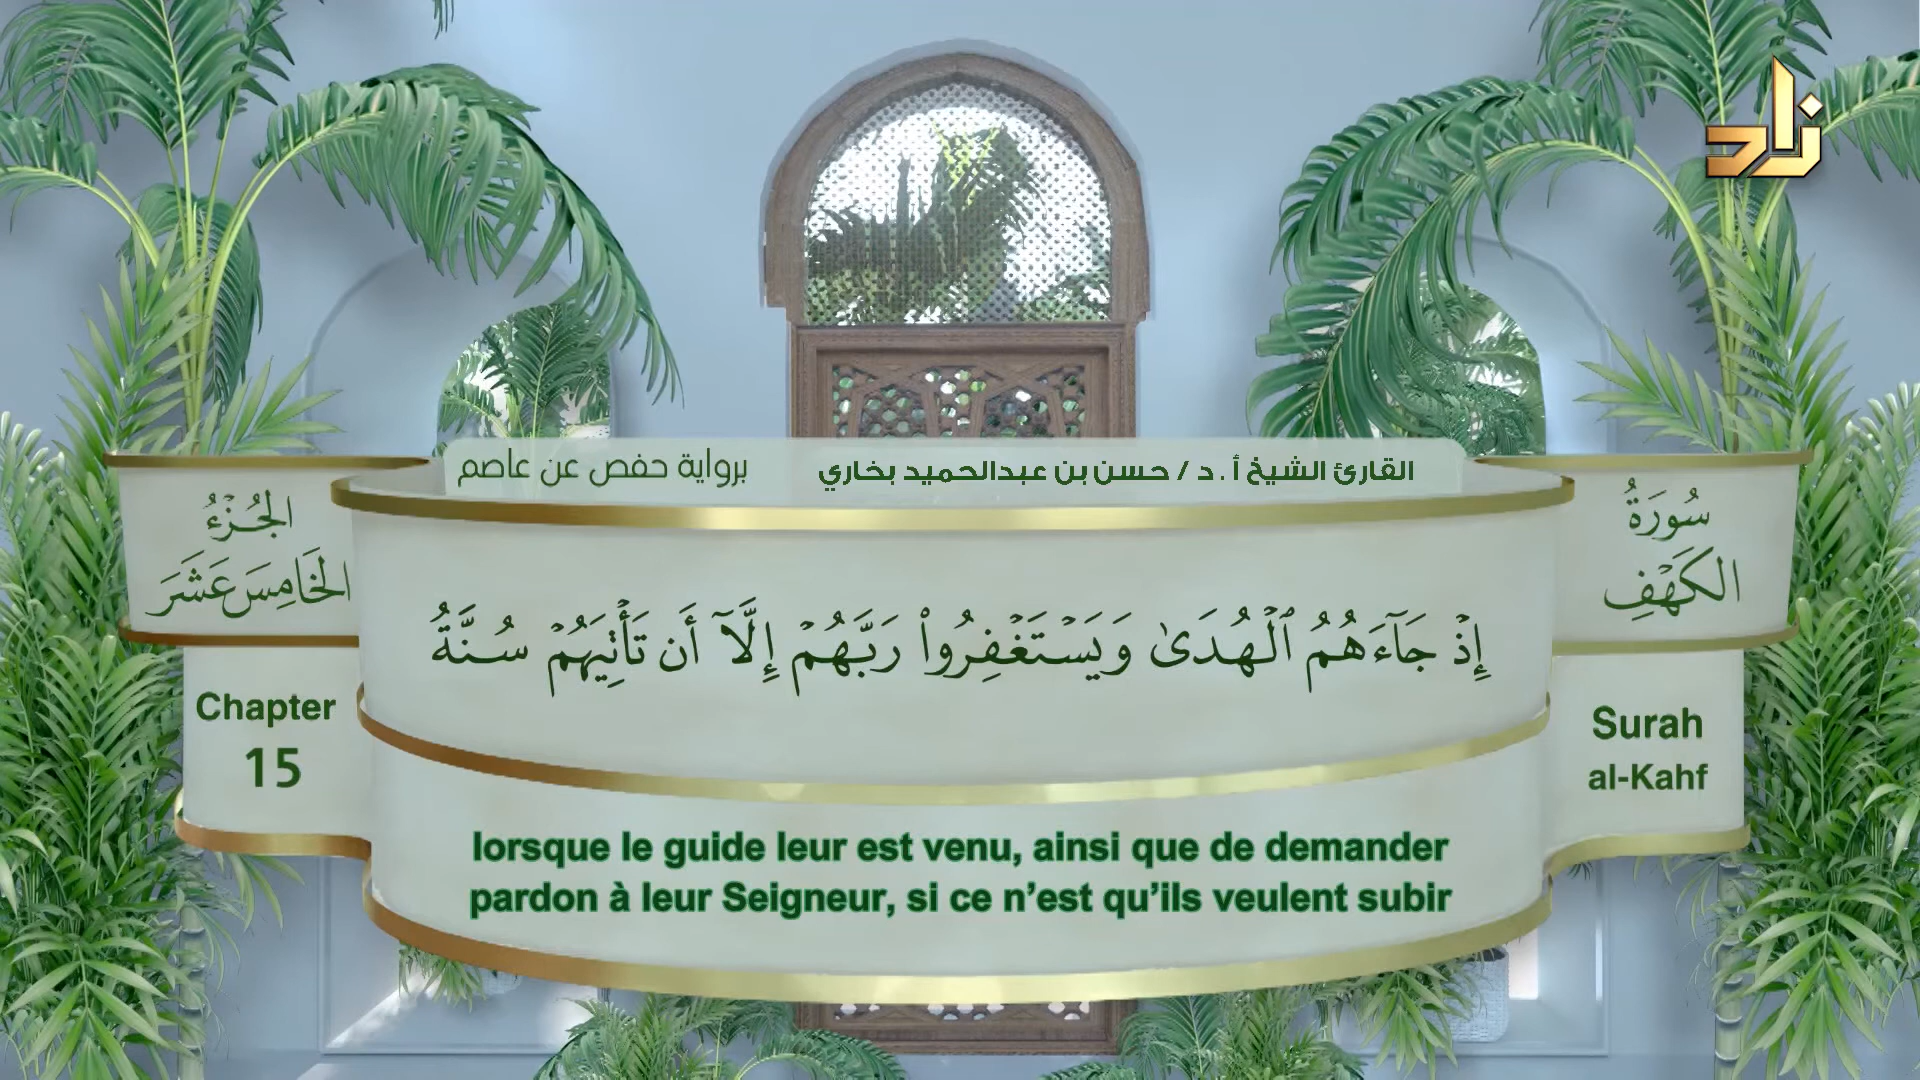 زاد
القارئ الشيخ أ . د / حسن بن عبدالحميد بخاري
برواية حفص عن عاصم
سُورَةُ
الكَهْفِ
الجُزْءُ
الخَامِسَ عَشَرَ
إِذْ جَآءَهُمُ ٱلْهُدَىٰ وَيَسْتَغْفِرُوا۟ رَبَّهُمْ إِلَّآ أَن تَأْتِيَهُمْ سُنَّةُ
Chapter
15
Surah
al-Kahf
lorsque le guide leur est venu, ainsi que de demander
pardon à leur Seigneur, si ce n’est qu’ils veulent subir